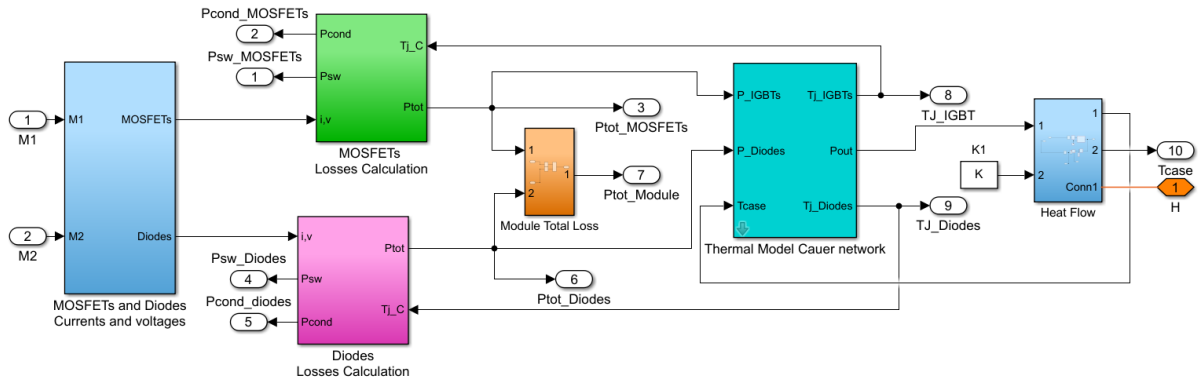 Pcond_MOSFETs
2
Psw_MOSFETs
1
Pcond
Psw
i,v
Tj_C
Ptot
MOSFETs
Losses Calculation
1
M1
2
M2
M1
MOSFETs
M2
Diodes
MOSFETs and Diodes
Currents and voltages
Psw_Diodes
4
Pcond_diodes
5
i,v
Psw
Pcond
Ptot
Tj_C
Diodes
Losses Calculation
3
Ptot_MOSFETs
1
2
1
Module Total Loss
7
Ptot_Module
6
Ptot_Diodes
P_IGBTs
P_Diodes
Tcase
Tj_IGBTs
Pout
Tj_Diodes
Thermal Model Cauer network
8
TJ_IGBT
9
TJ_Diodes
K1
K
1
2
1
2
Conn1
Heat Flow
10
Tcase
1
H